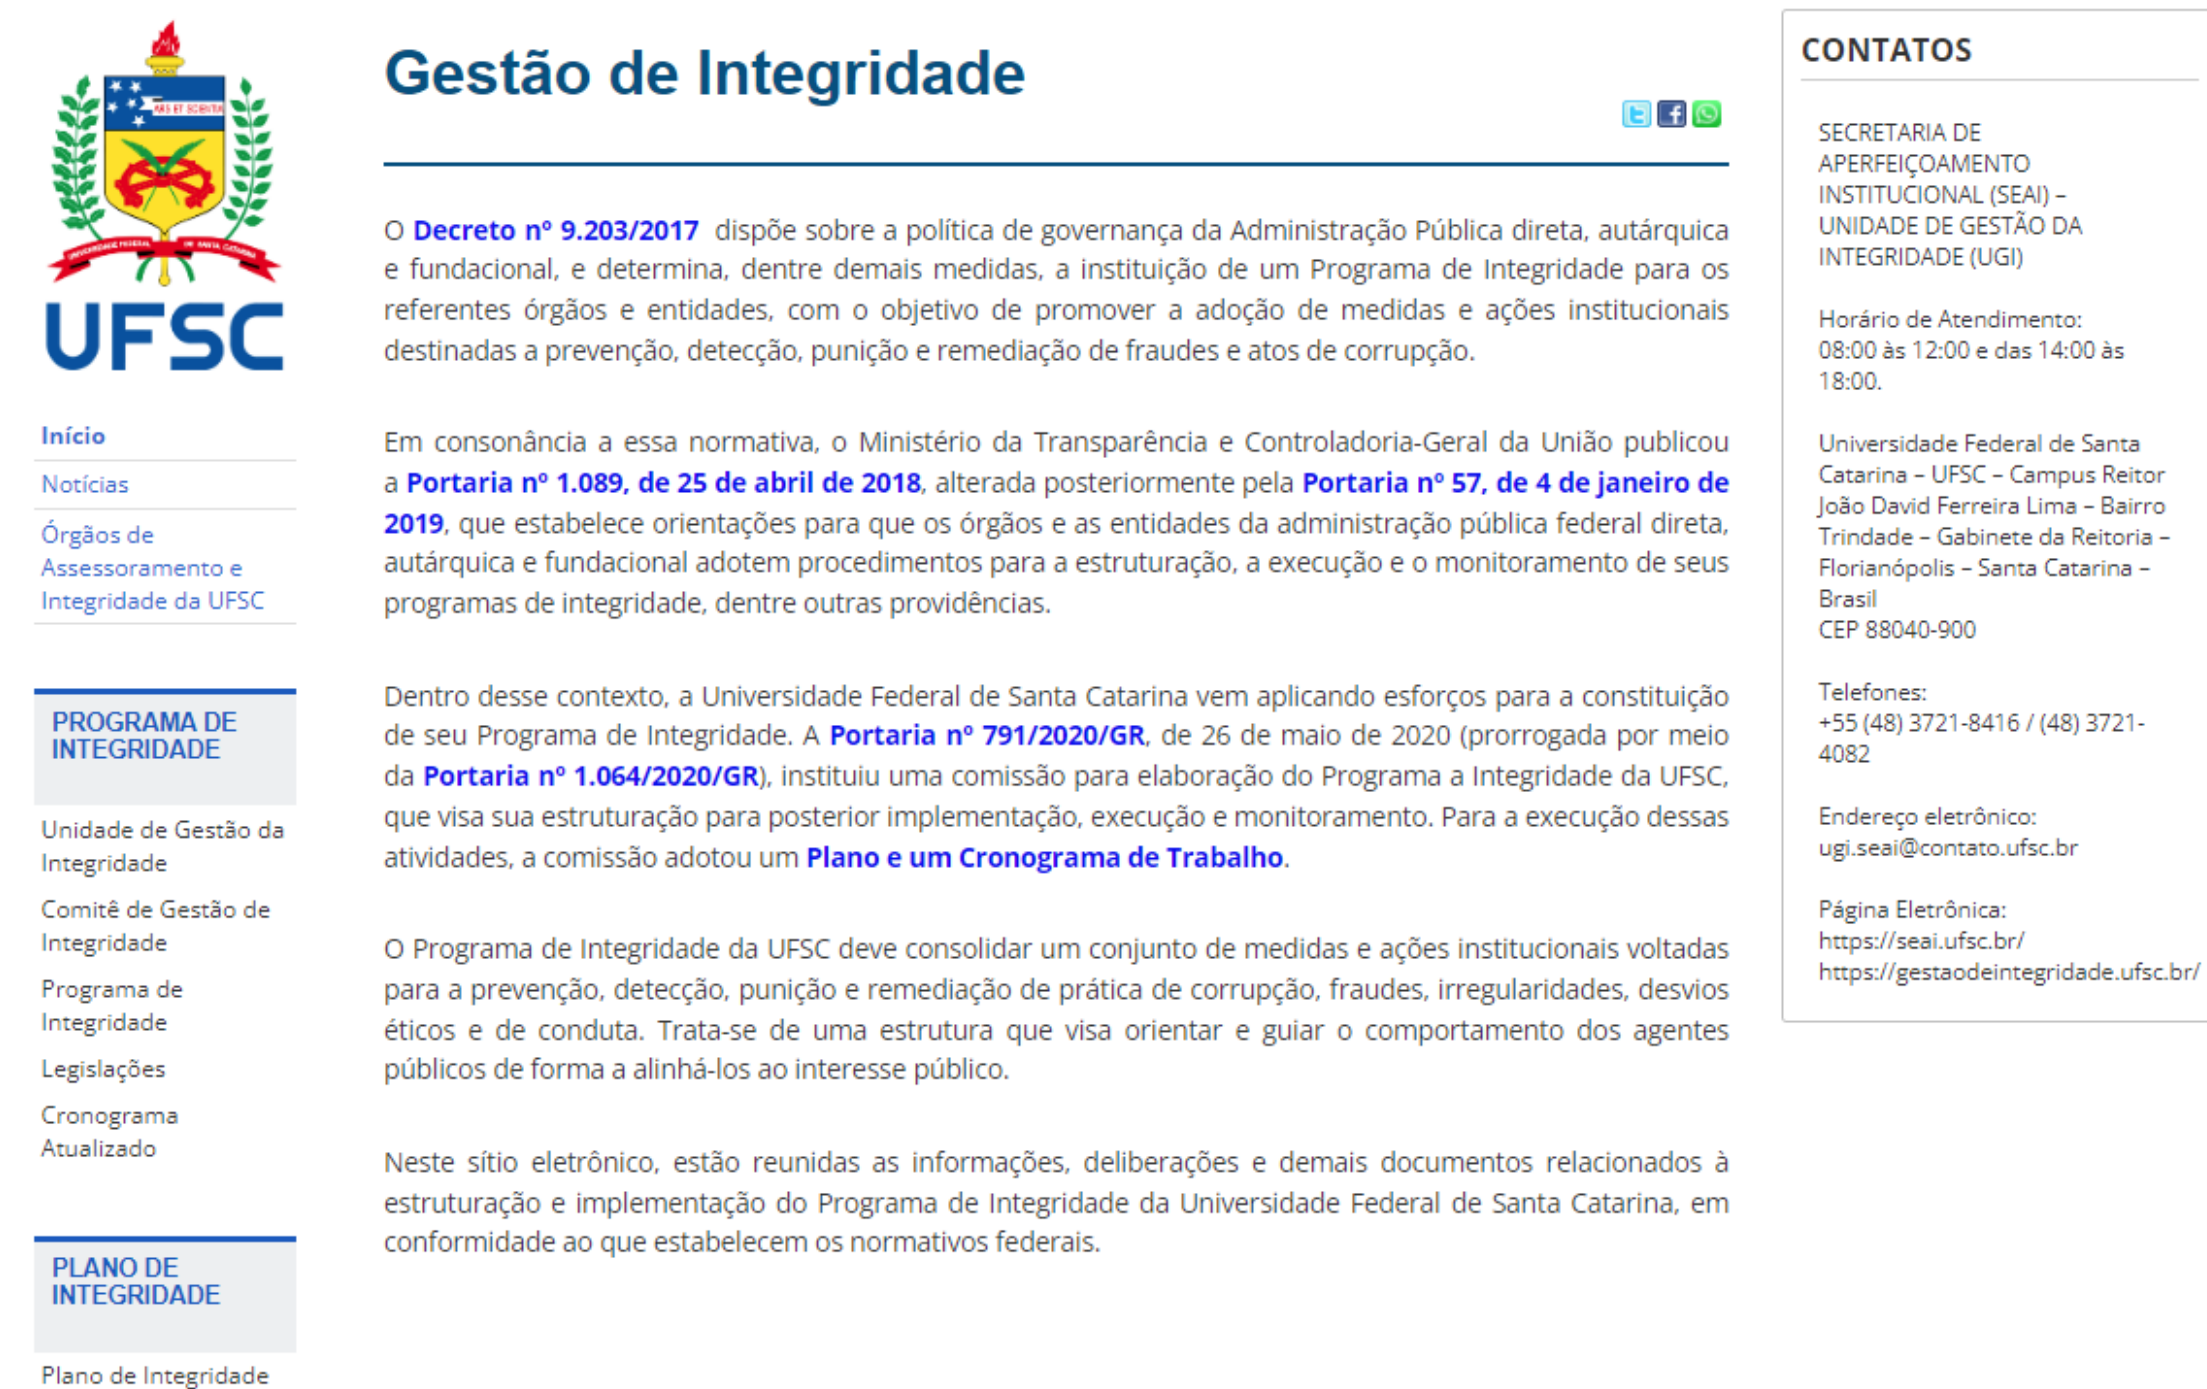 ARS ET SCIENTIA
UNIVERSIDADE FEDERAL DE SANTA CATARINA
UFSC
Início
Notícias
Órgãos de
Assessoramento e
Integridade da UFSC
PROGRAMA DE
INTEGRIDADE
Unidade de Gestão da
Integridade
Comitê de Gestão de
Integridade
Programa de
Integridade
Legislações
Cronograma
Atualizado
PLANO DE
INTEGRIDADE
Plano de Integridade
Gestão de Integridade
O Decreto nº 9.203/2017 dispõe sobre a política de governança da Administração Pública direta, autárquica
e fundacional, e determina, dentre demais medidas, a instituição de um Programa de Integridade para os
referentes órgãos e entidades, com o objetivo de promover a adoção de medidas e ações institucionais
destinadas a prevenção, detecção, punição e remediação de fraudes e atos de corrupção.
Em consonância a essa normativa, o Ministério da Transparência e Controladoria-Geral da União publicou
a Portaria nº 1.089, de 25 de abril de 2018, alterada posteriormente pela Portaria nº 57, de 4 de janeiro de
2019, que estabelece orientações para que os órgãos e as entidades da administração pública federal direta,
autárquica e fundacional adotem procedimentos para a estruturação, a execução e o monitoramento de seus
programas de integridade, dentre outras providências.
Dentro desse contexto, a Universidade Federal de Santa Catarina vem aplicando esforços para a constituição
de seu Programa de Integridade. A Portaria nº 791/2020/GR, de 26 de maio de 2020 (prorrogada por meio
da Portaria nº 1.064/2020/GR), instituiu uma comissão para elaboração do Programa a Integridade da UFSC,
que visa sua estruturação para posterior implementação, execução e monitoramento. Para a execução dessas
atividades, a comissão adotou um Plano e um Cronograma de Trabalho.
O Programa de Integridade da UFSC deve consolidar um conjunto de medidas e ações institucionais voltadas
para a prevenção, detecção, punição e remediação de prática de corrupção, fraudes, irregularidades, desvios
éticos e de conduta. Trata-se de uma estrutura que visa orientar e guiar o comportamento dos agentes
públicos de forma a alinhá-los ao interesse público.
Neste sítio eletrônico, estão reunidas as informações, deliberações e demais documentos relacionados à
estruturação e implementação do Programa de Integridade da Universidade Federal de Santa Catarina, em
conformidade ao que estabelecem os normativos federais.
CONTATOS
SECRETARIA DE
APERFEIÇOAMENTO
INSTITUCIONAL (SEAI) –
UNIDADE DE GESTÃO DA
INTEGRIDADE (UGI)
Horário de Atendimento:
08:00 às 12:00 e das 14:00 às
18:00.
Universidade Federal de Santa
Catarina – UFSC – Campus Reitor
João David Ferreira Lima – Bairro
Trindade – Gabinete da Reitoria –
Florianópolis – Santa Catarina –
Brasil
CEP 88040-900
Telefones:
+55 (48) 3721-8416 / (48) 3721-
4082
Endereço eletrônico:
ugi.seai@contato.ufsc.br
Página Eletrônica:
https://seai.ufsc.br/
https://gestaodeintegridade.ufsc.br/